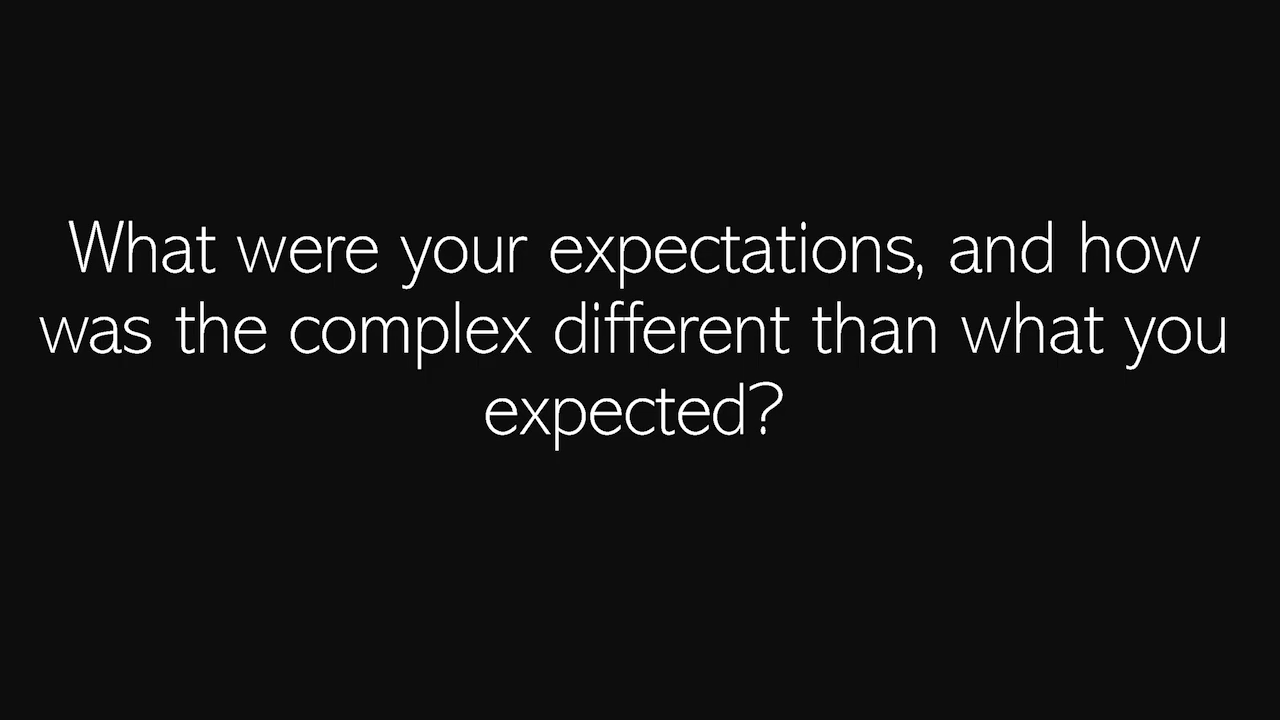 What were your expectations, and how
was the complex different than what you
expected?